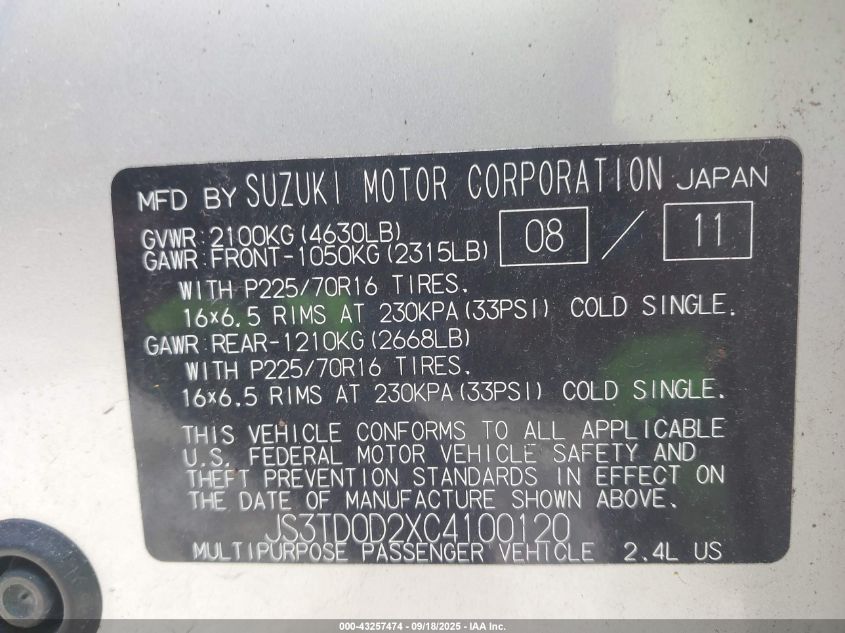 MFD BY SUZUKI MOTOR CORPORATION JAPAN
GVWR:2100KG(4630LB) 08 / 11
GAWR:FRONT-1050KG(2315LB)
WITH P225/70R16 TIRES.
16×6.5 RIMS AT 230KPA(33PSI) COLD SINGLE.
GAWR:REAR-1210KG(2668LB)
WITH P225/70R16 TIRES.
16×6.5 RIMS AT 230KPA(33PSI) COLD SINGLE.
THIS VEHICLE CONFORMS TO ALL APPLICABLE
U.S. FEDERAL MOTOR VEHICLE SAFETY AND
THEFT PREVENTION STANDARDS IN EFFECT ON
THE DATE OF MANUFACTURE SHOWN ABOVE.
JS3TD0D2XC4100120
MULTIPURPOSE PASSENGER VEHICLE 2.4L US
000-43257474 - 09/18/2025 - IAA Inc.